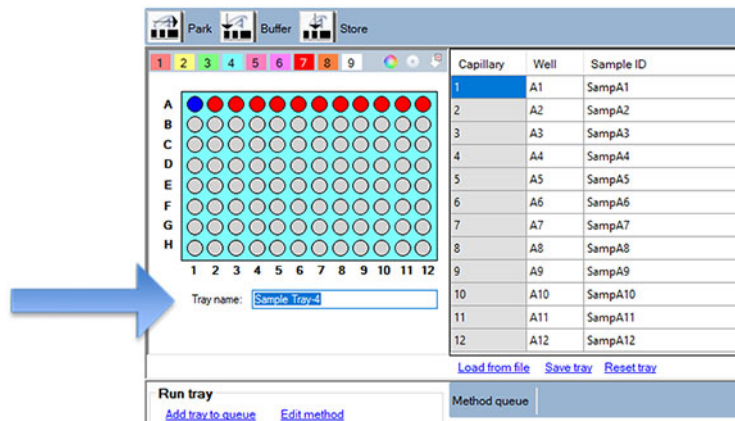 Park Buffer Store
1 2 3 4 5 6 7 8 9
A
B
C
D
E
F
G
H
1 2 3 4 5 6 7 8 9 10 11 12
Tray name: Sample Tray-4
Capillary Well Sample ID
1 A1 SampA1
2 A2 SampA2
3 A3 SampA3
4 A4 SampA4
5 A5 SampA5
6 A6 SampA6
7 A7 SampA7
8 A8 SampA8
9 A9 SampA9
10 A10 SampA10
11 A11 SampA11
12 A12 SampA12
Load from file Save tray Reset tray
Run tray
Add tray to queue Edit method
Method queue